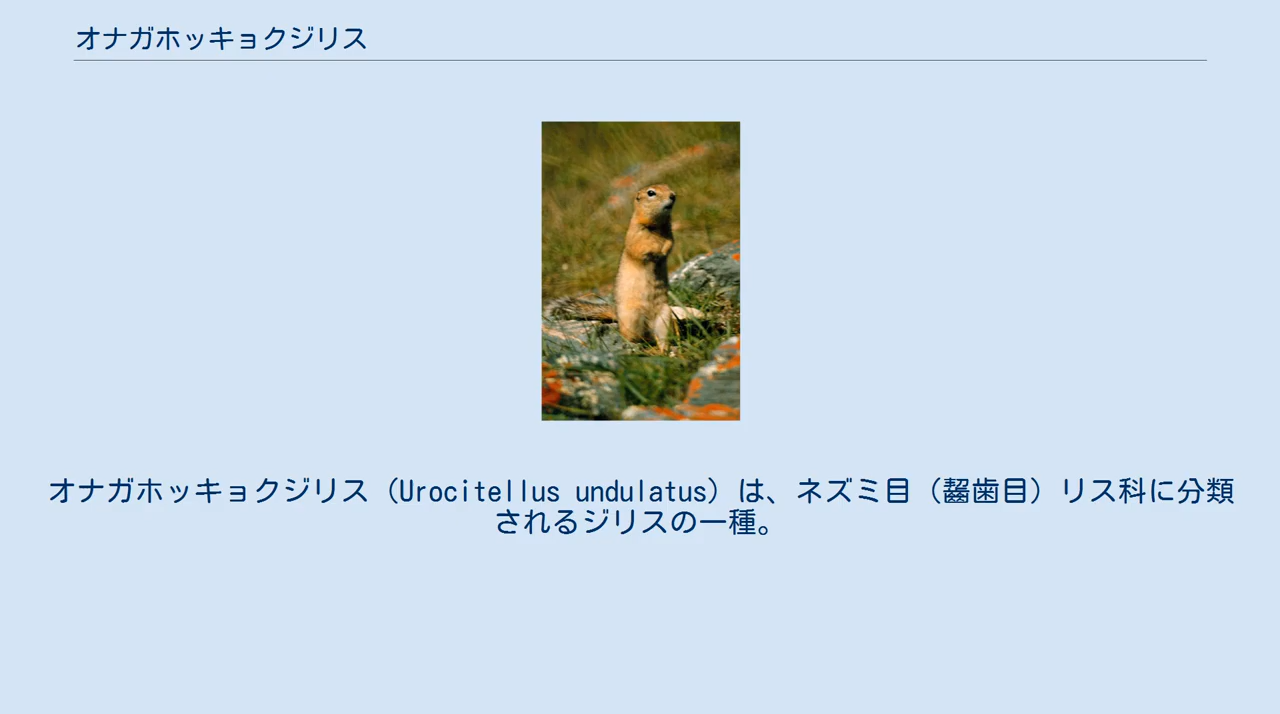 オナガホッキョクジリス
オナガホッキョクジリス（Urocitellus undulatus）は、ネズミ目（齧歯目）リス科に分類
されるジリスの一種。